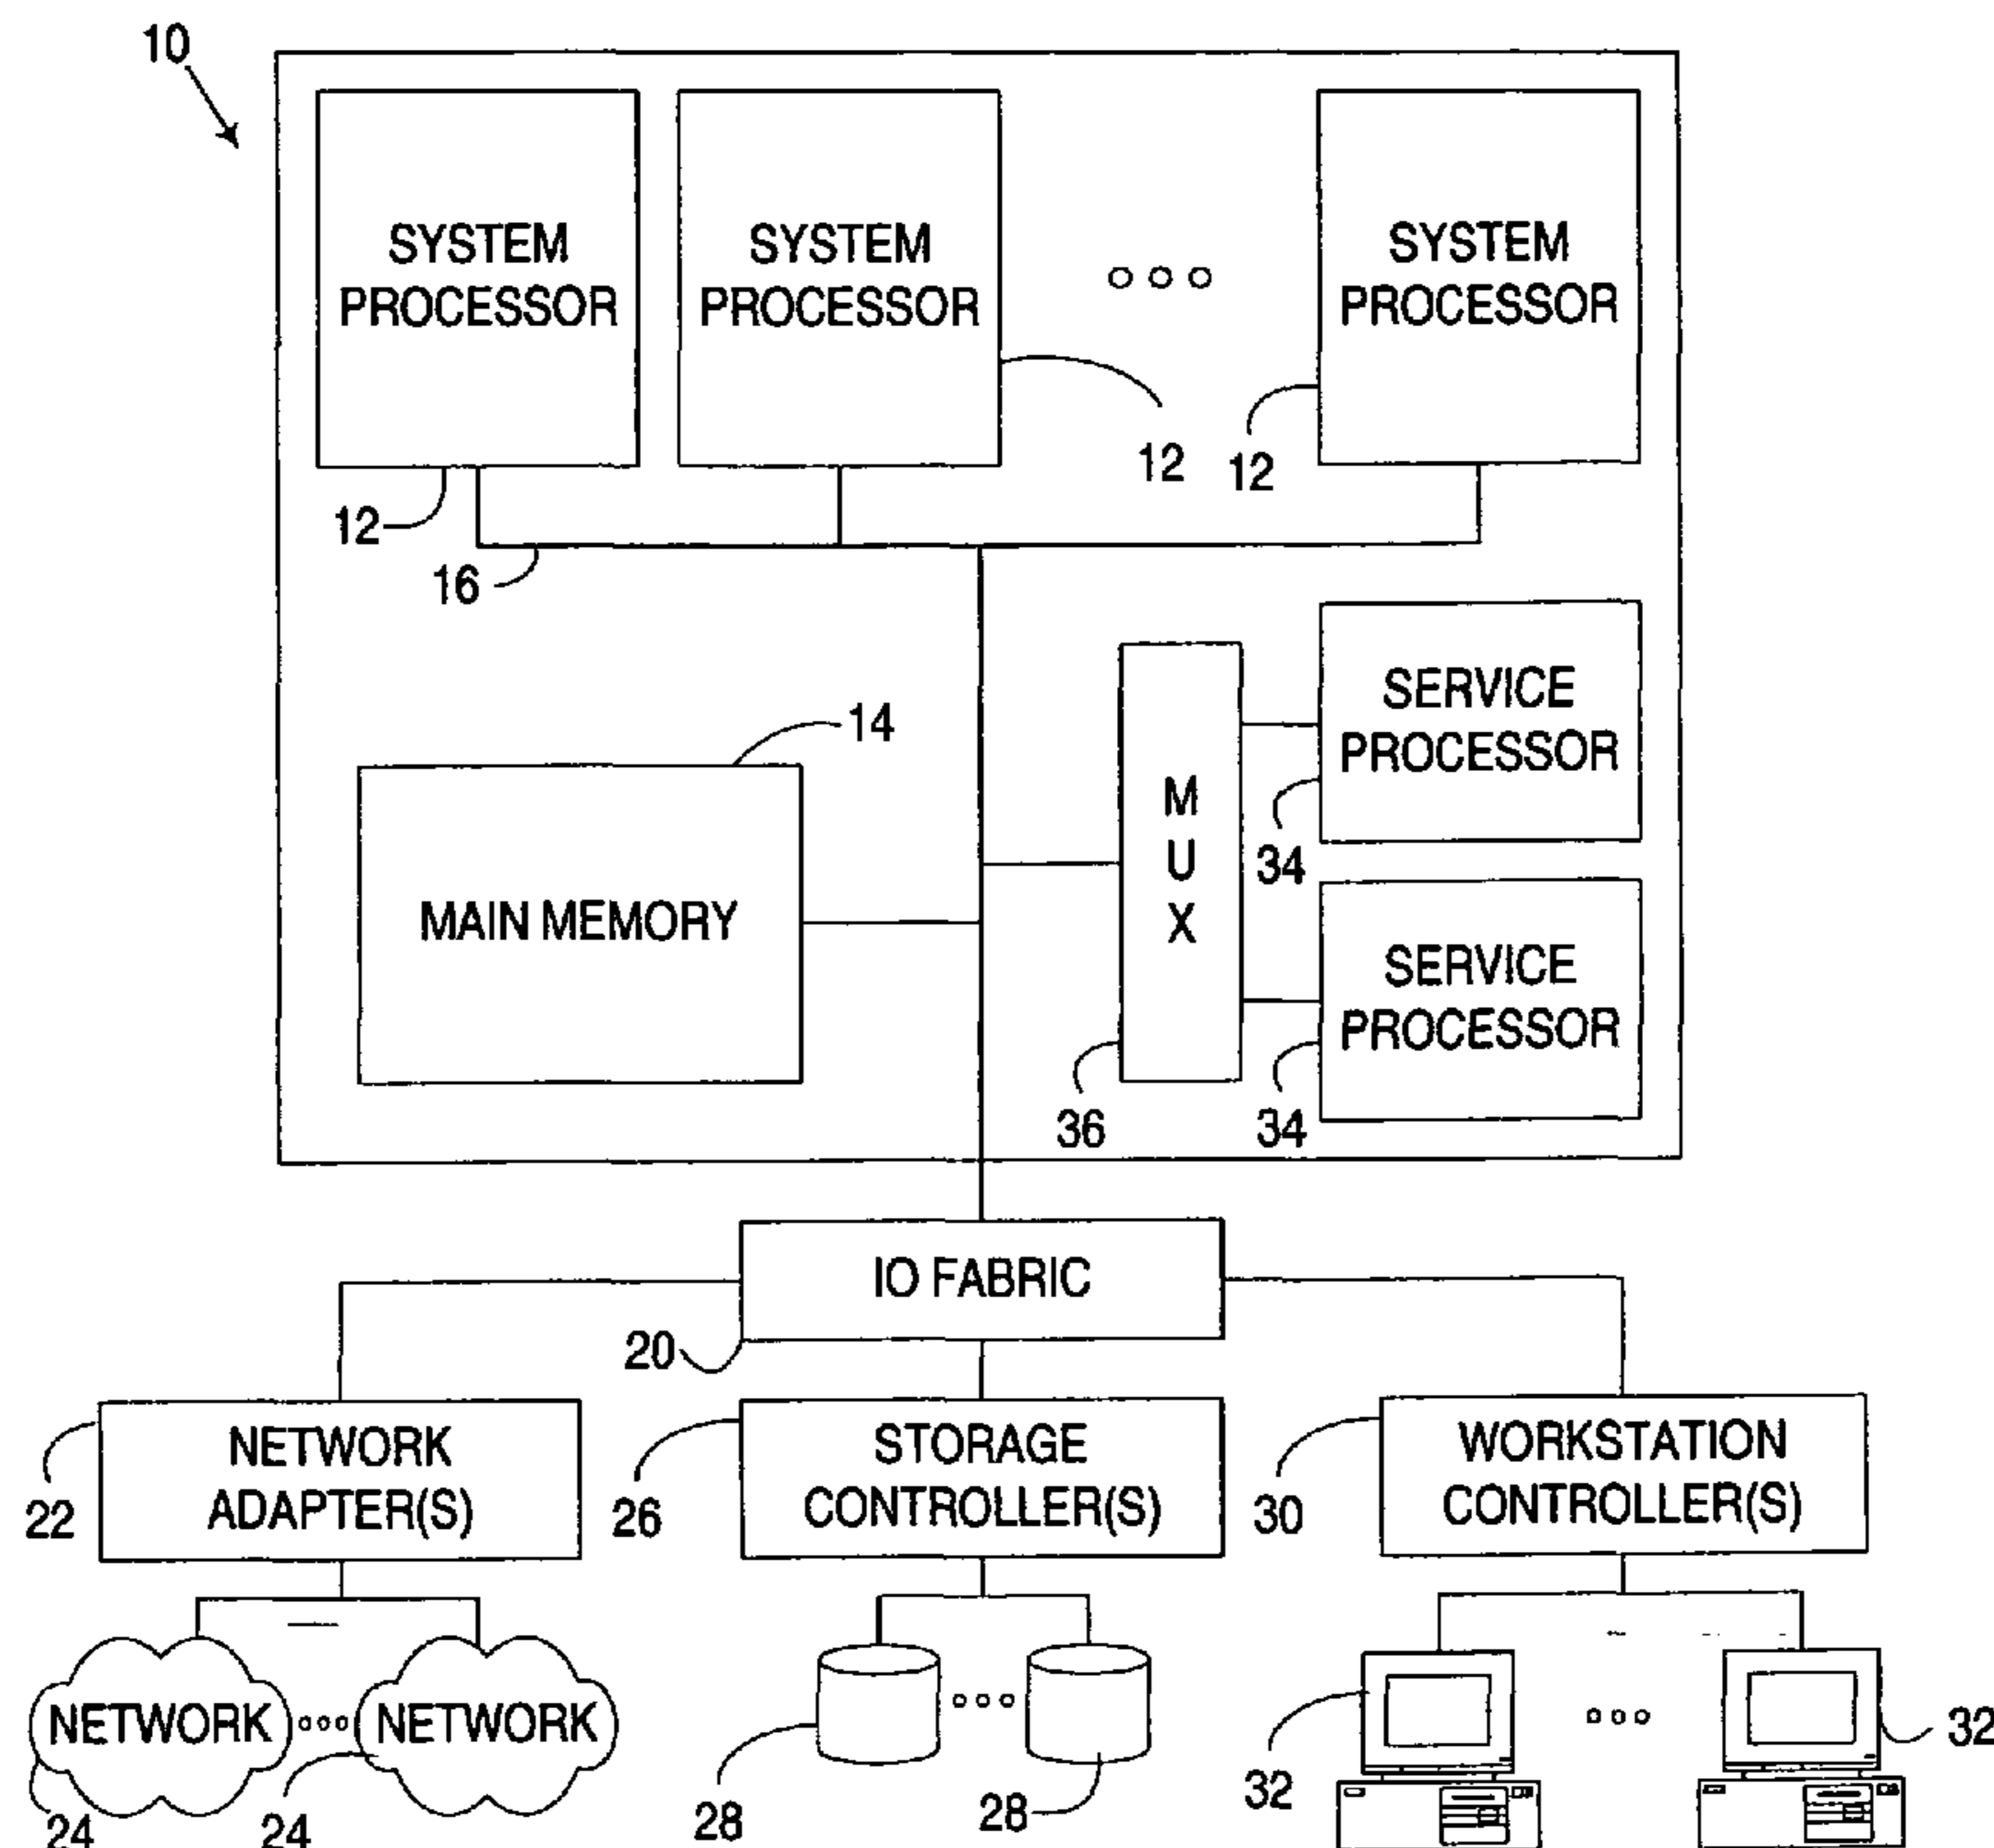 10
SYSTEM
PROCESSOR
SYSTEM
PROCESSOR
SYSTEM
PROCESSOR
12
12
12
16
14
MAIN MEMORY
M
U
X
36
SERVICE
PROCESSOR
34
SERVICE
PROCESSOR
34
IO FABRIC
20
NETWORK
ADAPTER(S)
22
STORAGE
CONTROLLER(S)
26
WORKSTATION
CONTROLLER(S)
30
NETWORK
NETWORK
24
24
28
28
32
32